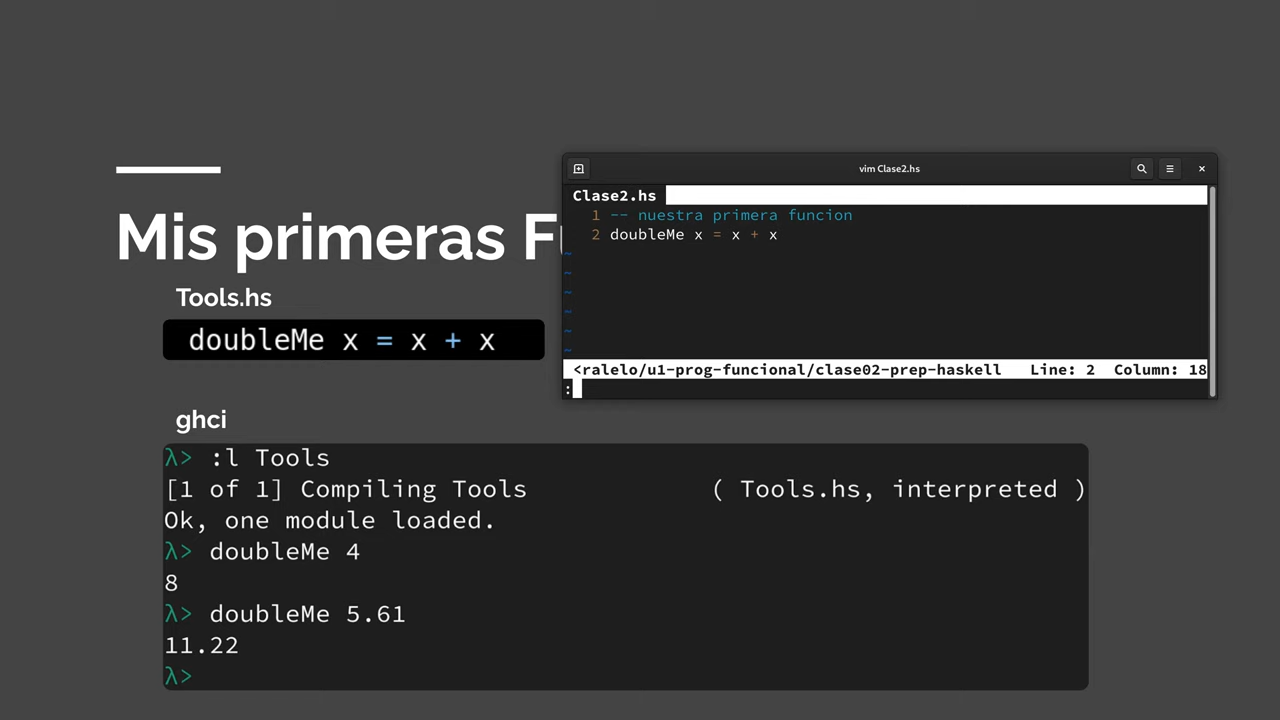 Mis primeras F
Tools.hs
doubleMe x = x + x
vim Clase2.hs
Clase2.hs
1 -- nuestra primera funcion
2 doubleMe x = x + x
~
~
~
~
~
~
<ralelo/u1-prog-funcional/clase02-prep-haskell Line: 2 Column: 18
:
ghci
λ> :l Tools
[1 of 1] Compiling Tools ( Tools.hs, interpreted )
Ok, one module loaded.
λ> doubleMe 4
8
λ> doubleMe 5.61
11.22
λ>